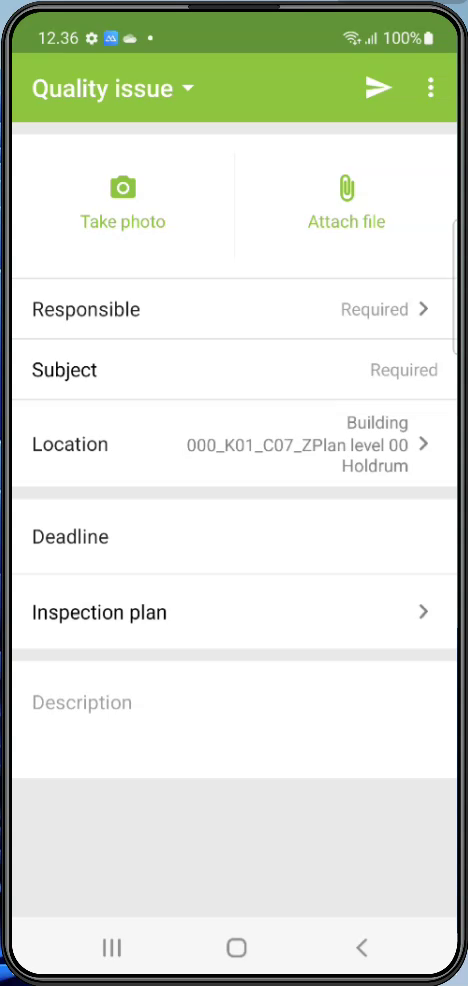 12.36
100%
Quality issue
Take photo
Attach file
Responsible
Required
Subject
Required
Location
Building
000_K01_C07_ZPlan level 00
Holdrum
Deadline
Inspection plan
Description